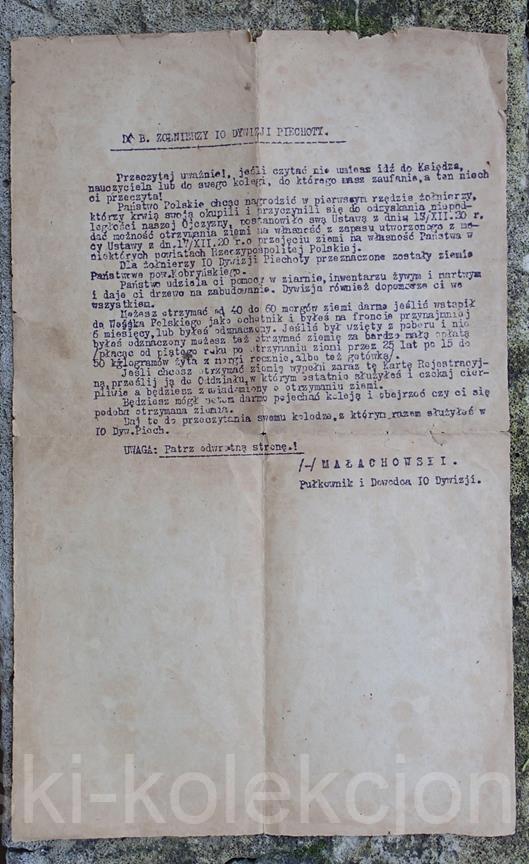 DO B. ŻOŁNIERZY IO DYWIZJI PIECHOTY.
Przeczytaj uważnie!, jeśli czytać nie umiesz idź do Księdza,
nauczyciela lub do swego kolegi, do którego masz zaufania, a ten niech
ci przeczyta!
Państwo Polskie chcąc nagrodzić w pierwszym rzędzie żołnierzy,
którzy krwią swoją okupili i przyczynili się do odzyskania niepod-
ległości naszej Ojczyzny, postanowiło swą Ustawą z dnia 15/XII.20 r.
dać możność otrzymania ziemi na własność z zapasu utworzonego z mo-
cy Ustawy z dn.17/XII.20 r.o przejęciu ziemi na własność Państwa w
niektórych powiatach Rzeczypospolitej Polskiej.
Dla żołnierzy IO Dywizji Piechoty przeznaczone zostały ziemie
Państwowe pow.Kobryńskiego.
Państwo udziela ci pomocy w ziarnie, inwentarzu żywym i martwym
i daje ci drzewo na zabudowanie. Dywizja również dopomoże ci we
wszystkiem.
Możesz otrzymać od 40 do 60 morgów ziemi darmo jeśliś wstąpił
do Wojska Polskiego jako ochotnik i byłeś na froncie przynajmniej
6 miesięcy, lub byłeś odznaczony. Jeśliś był wzięty z poboru i nie
byłeś odznaczony możesz też otrzymać ziemię za bardzo małą opłatą
/płacąc od piątego roku po otrzymaniu ziemi przez 25 lat po 15 do
50 kilogramów żyta z morgi rocznie, albo też gotówką/.
Jeśli chcesz otrzymać ziemię wypełń zaraz tę Kartę Rejestracyj-
ną, prześlij ją do Oddziału, w którym ostatnio służyłeś i czekaj cier-
pliwie a będziesz zawiadomiony o otrzymaniu ziemi.
Będziesz mógł potem darmo pojechać koleją i obejrzeć czy ci się
podoba otrzymana ziemia.
Daj to do przeczytania swemu koledze, z którym razem służyłeś w
IO Dyw.Piech.
UWAGA: Patrz odwrotną stronę.!
/-/ MAŁACHOWSKI.
Pułkownik i Dowodca IO Dywizji.
ski-kolekcjon